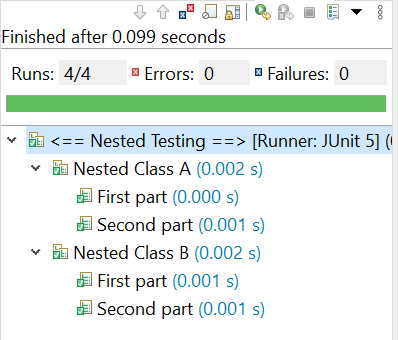 Finished after 0.099 seconds
Runs: 4/4 Errors: 0 Failures: 0
<== Nested Testing ==> [Runner: JUnit 5] (
Nested Class A (0.002 s)
First part (0.000 s)
Second part (0.001 s)
Nested Class B (0.002 s)
First part (0.001 s)
Second part (0.001 s)